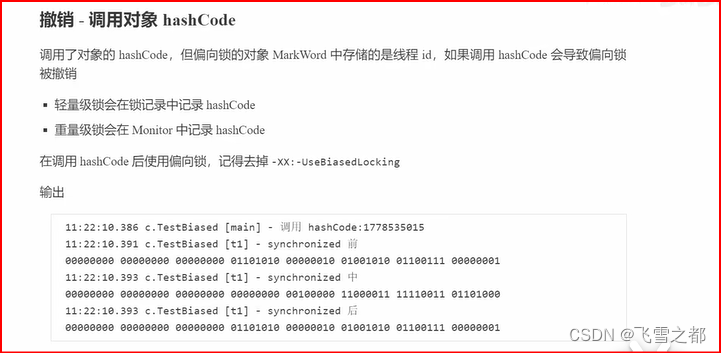 撤销 - 调用对象 hashCode
调用了对象的 hashCode，但偏向锁的对象 MarkWord 中存储的是线程 id，如果调用 hashCode 会导致偏向锁
被撤销
▪ 轻量级锁会在锁记录中记录 hashCode
▪ 重量级锁会在 Monitor 中记录 hashCode
在调用 hashCode 后使用偏向锁，记得去掉 -XX:-UseBiasedLocking
输出
11:22:10.386 c.TestBiased [main] - 调用 hashCode:1778535015
11:22:10.391 c.TestBiased [t1] - synchronized 前
00000000 00000000 00000000 01101010 00000010 01001010 01100111 00000001
11:22:10.393 c.TestBiased [t1] - synchronized 中
00000000 00000000 00000000 00000000 00100000 11000011 11110011 01101000
11:22:10.393 c.TestBiased [t1] - synchronized 后
00000000 00000000 00000000 01101010 00000010 01001010 01100111 00000001
CSDN @飞雪之都